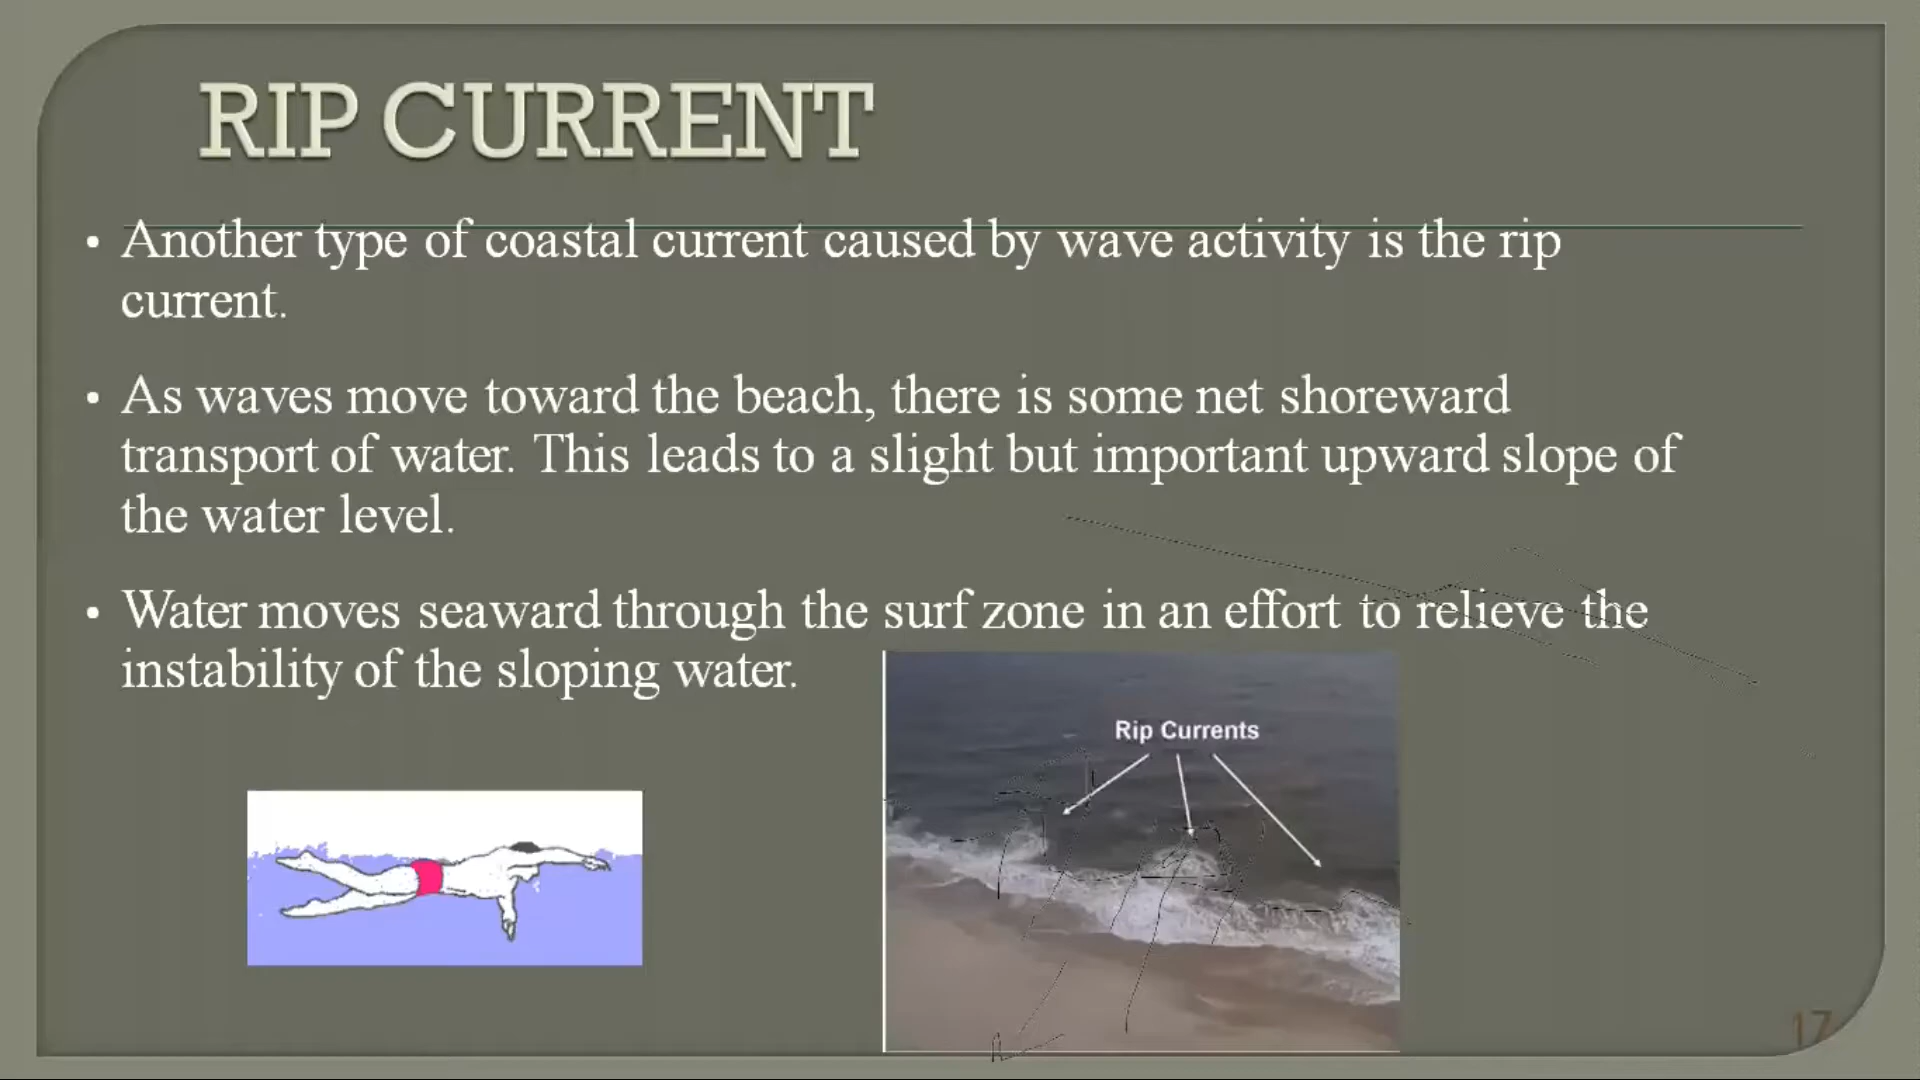 RIP CURRENT
• Another type of coastal current caused by wave activity is the rip
current.
• As waves move toward the beach, there is some net shoreward
transport of water. This leads to a slight but important upward slope of
the water level.
• Water moves seaward through the surf zone in an effort to relieve the
instability of the sloping water.
Rip Currents
17